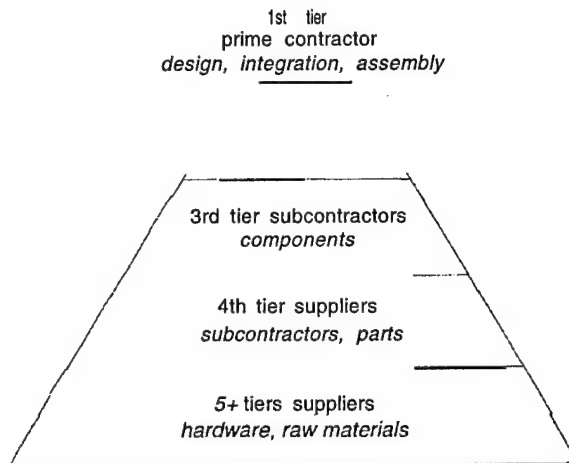 1st tier
prime contractor
design, integration, assembly
3rd tier subcontractors
components
4th tier suppliers
subcontractors, parts
5+ tiers suppliers
hardware, raw materials